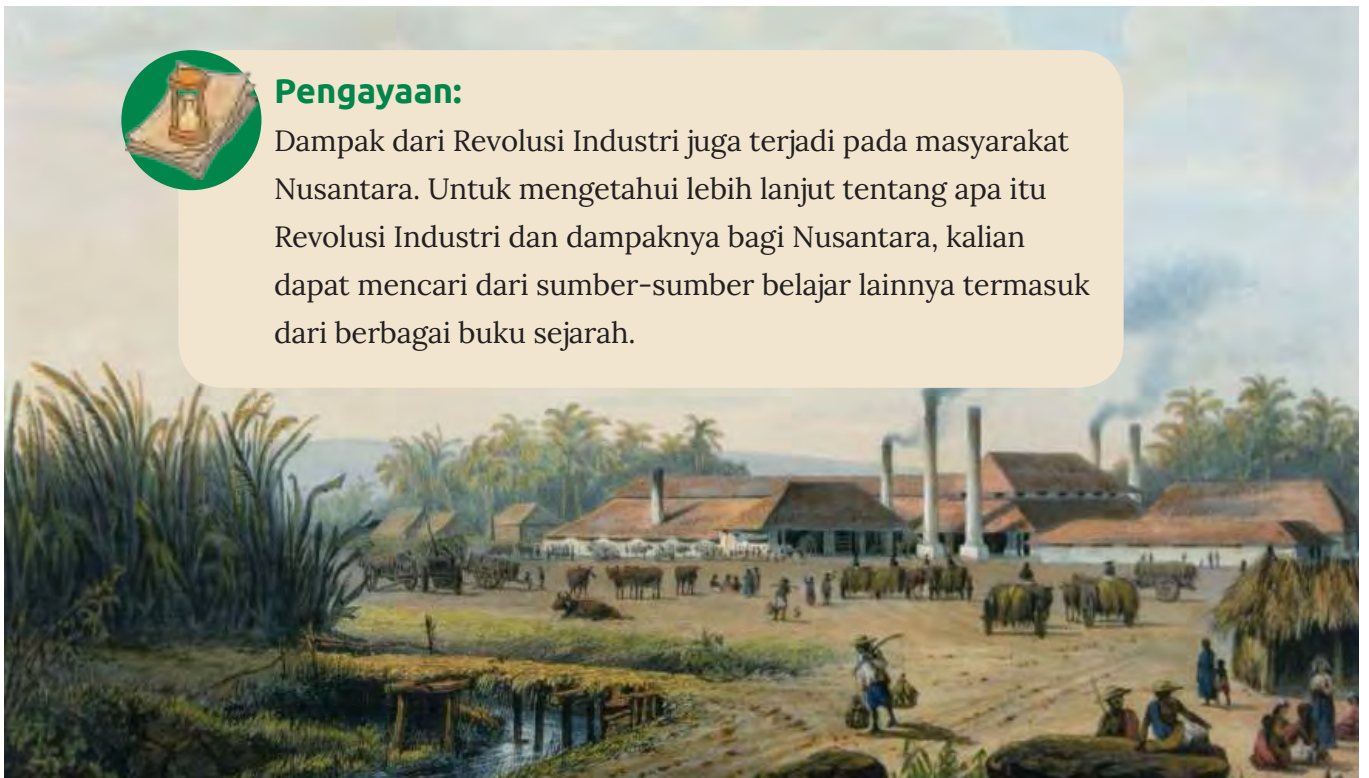 Pengayaan:
Dampak dari Revolusi Industri juga terjadi pada masyarakat
Nusantara. Untuk mengetahui lebih lanjut tentang apa itu
Revolusi Industri dan dampaknya bagi Nusantara, kalian
dapat mencari dari sumber-sumber belajar lainnya termasuk
dari berbagai buku sejarah.